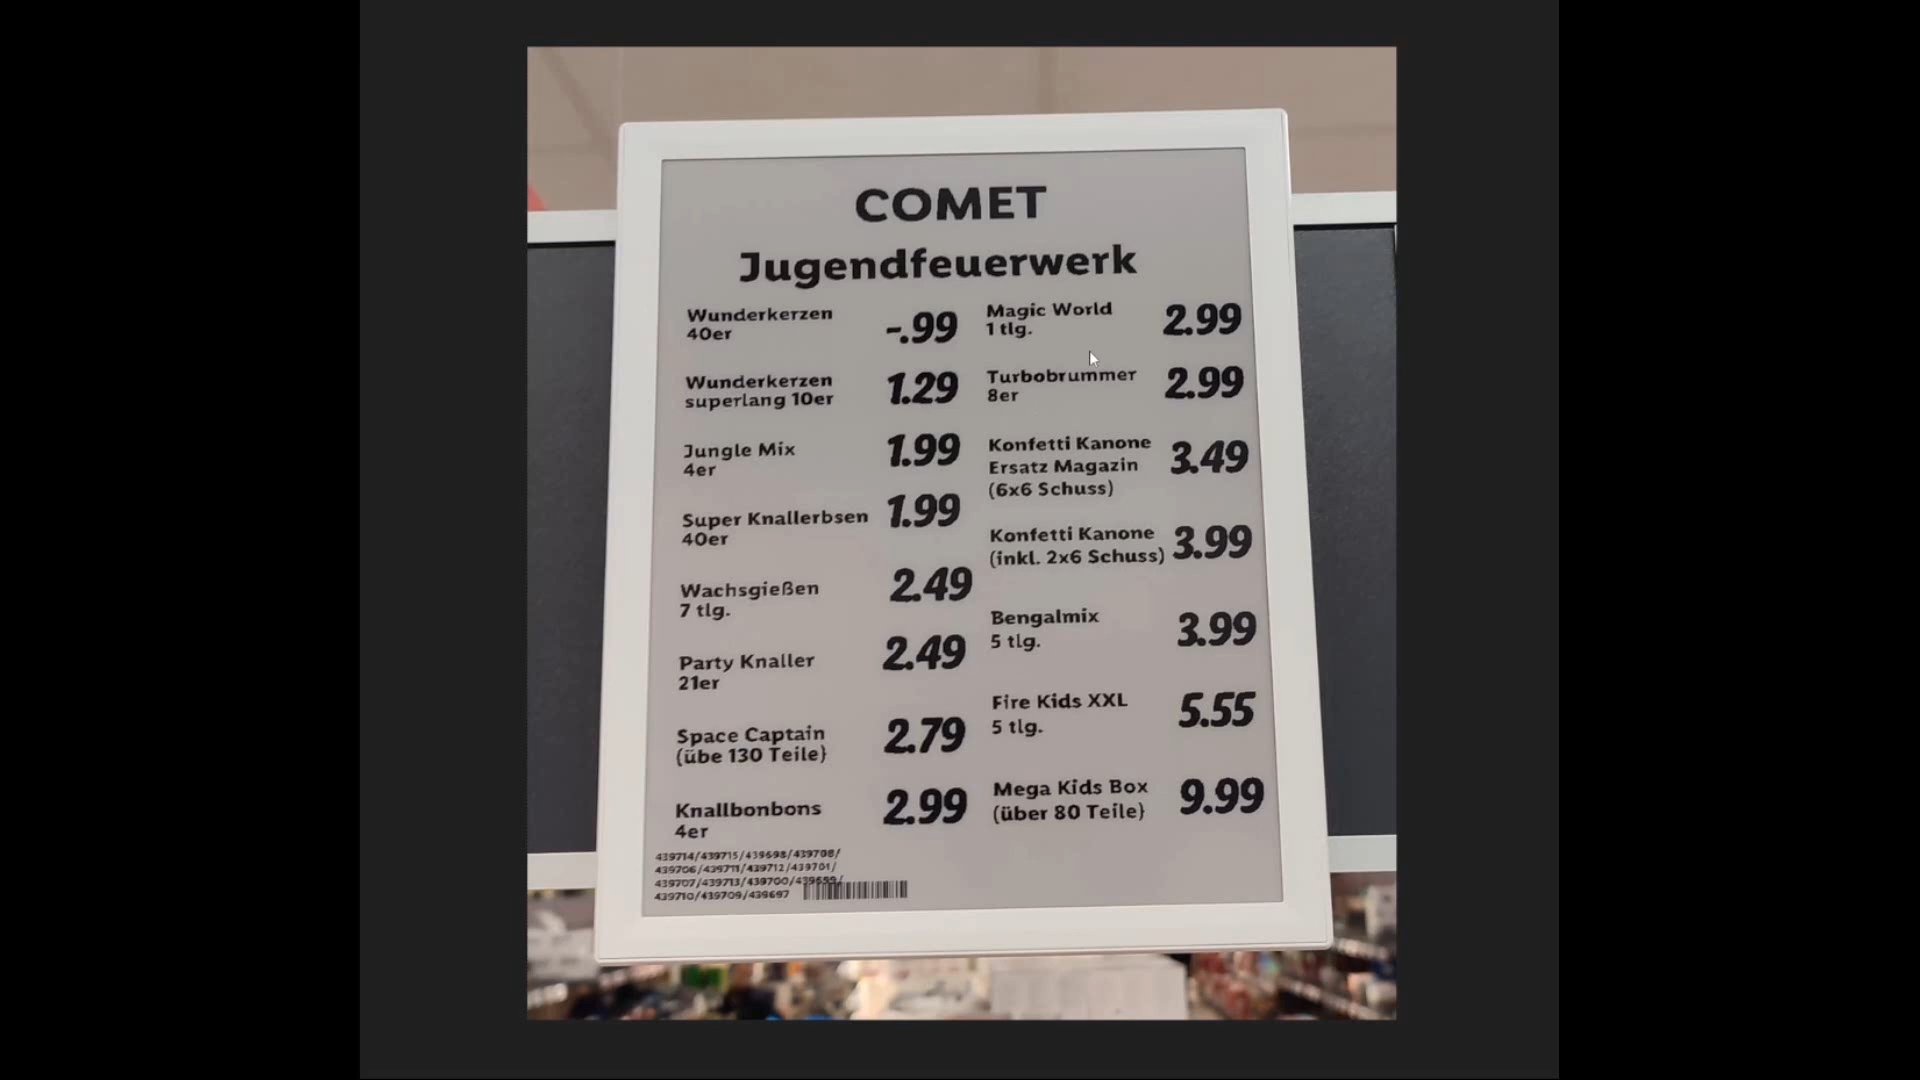 COMET
Jugendfeuerwerk
Wunderkerzen
40er
-.99
Wunderkerzen
superlang 10er
1.29
Jungle Mix
4er
1.99
Super Knallerbsen
40er
1.99
Wachsgießen
7 tlg.
2.49
Party Knaller
21er
2.49
Space Captain
(übe 130 Teile)
2.79
Knallbonbons
4er
2.99
Magic World
1 tlg.
2.99
Turbobrummer
8er
2.99
Konfetti Kanone
Ersatz Magazin
(6x6 Schuss)
3.49
Konfetti Kanone
(inkl. 2x6 Schuss)
3.99
Bengalmix
5 tlg.
3.99
Fire Kids XXL
5 tlg.
5.55
Mega Kids Box
(über 80 Teile)
9.99
439714/439715/439698/439708/
439706/439711/439712/439701/
439707/439713/439700/439699/
439710/439709/439697